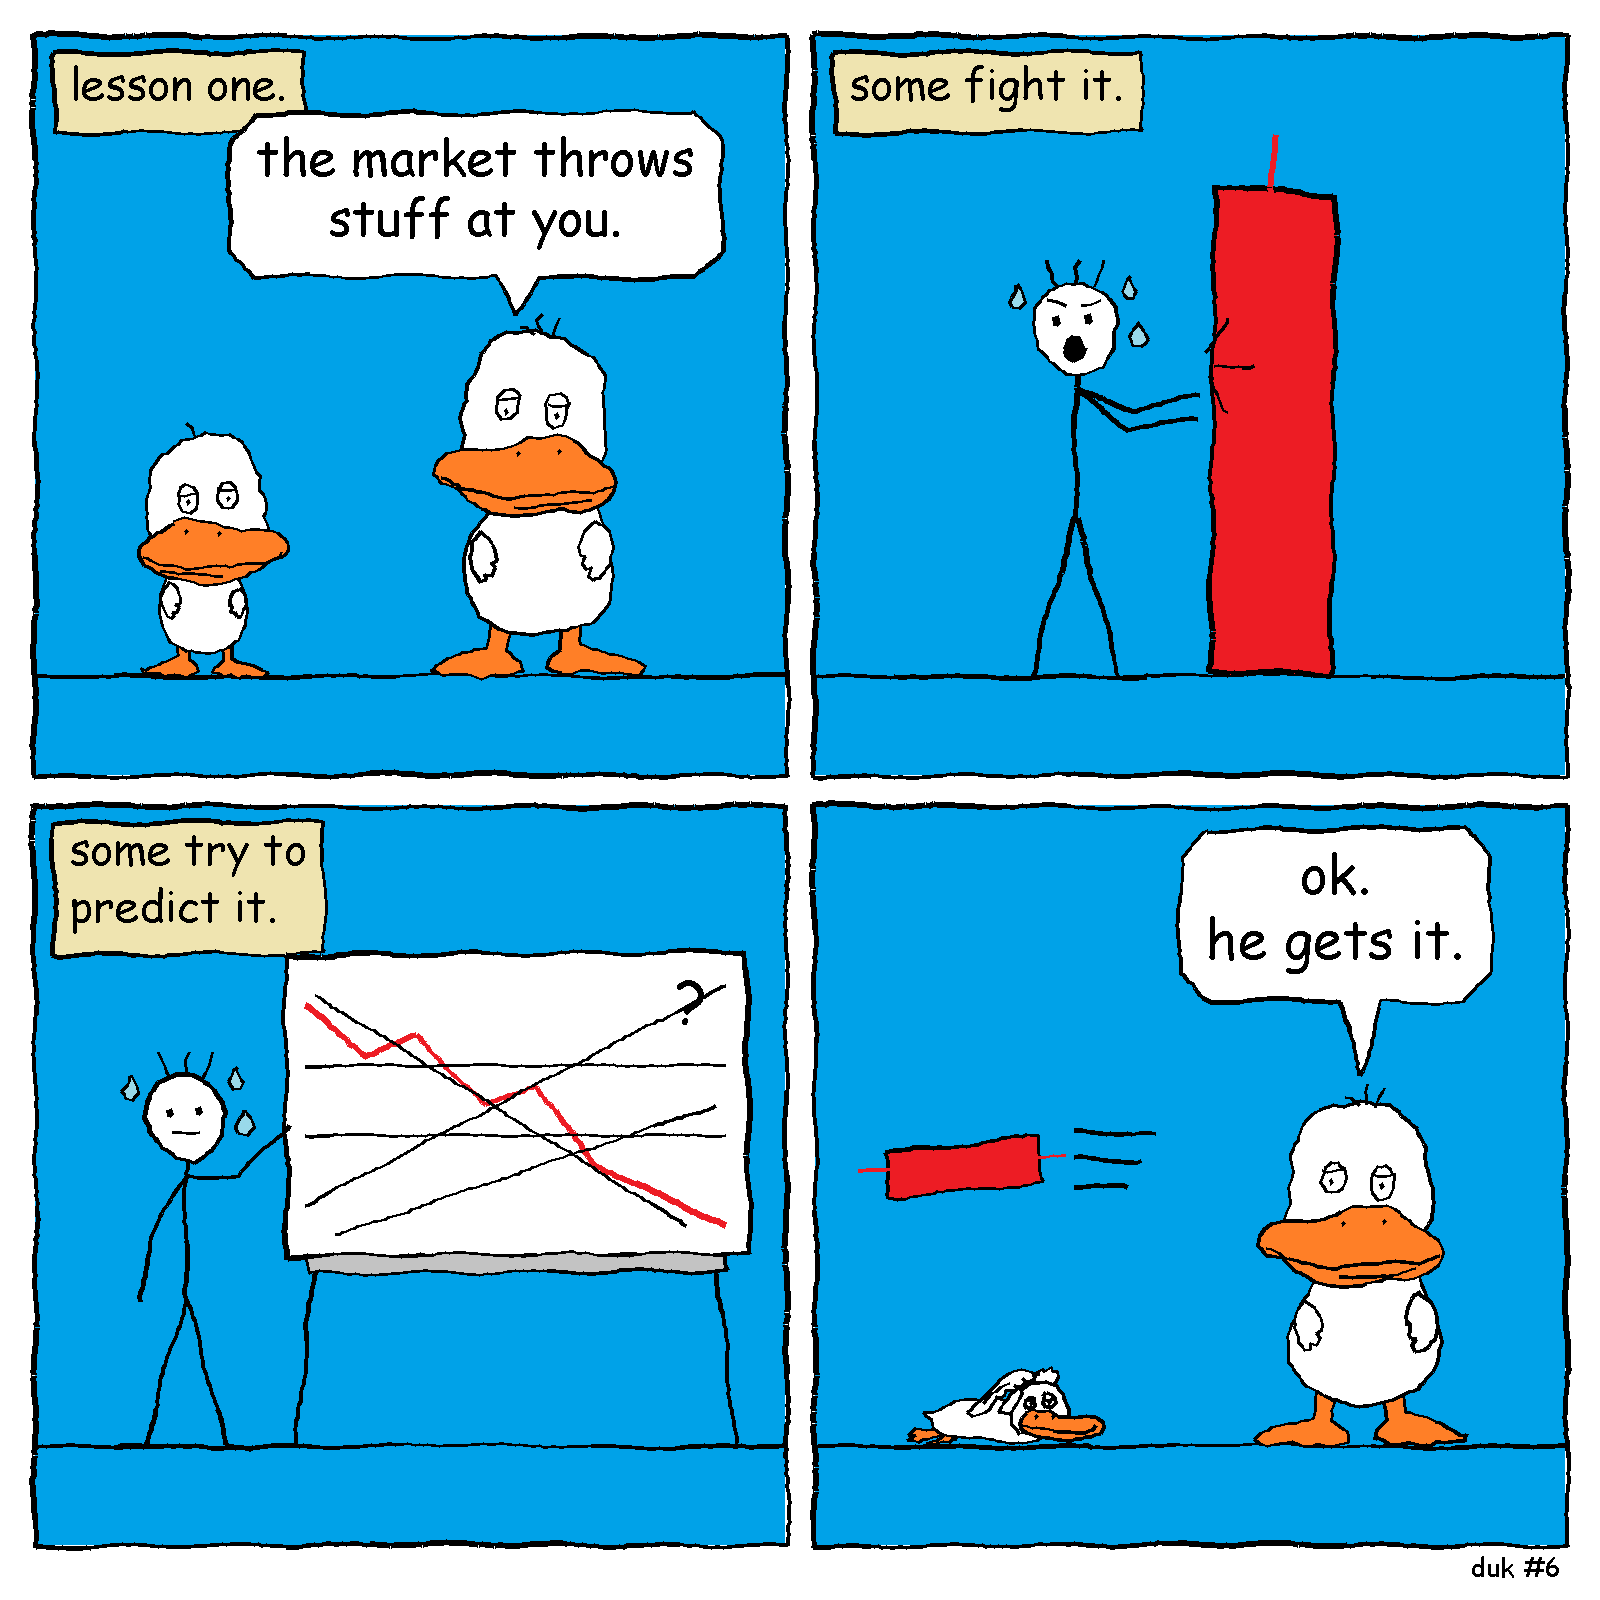 lesson one.
the market throws
stuff at you.
some fight it.
some try to
predict it.
?
ok.
he gets it.
duk #6